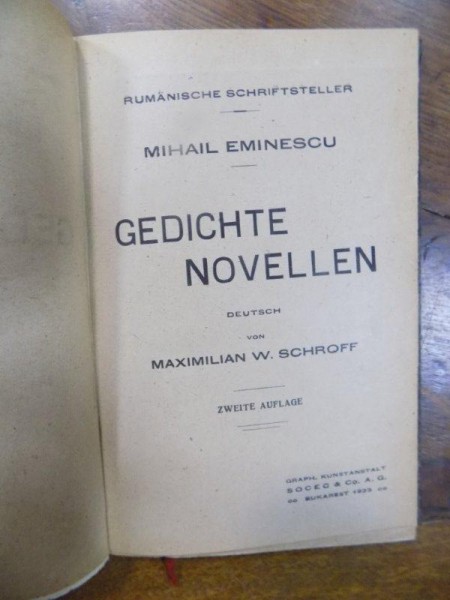 RUMÄNISCHE SCHRIFTSTELLER
MIHAIL EMINESCU
GEDICHTE
NOVELLEN
DEUTSCH
VON
MAXIMILIAN W. SCHROFF
ZWEITE AUFLAGE
GRAPH. KUNSTANSTALT
SOCEC & Co. A. G.
BUKAREST